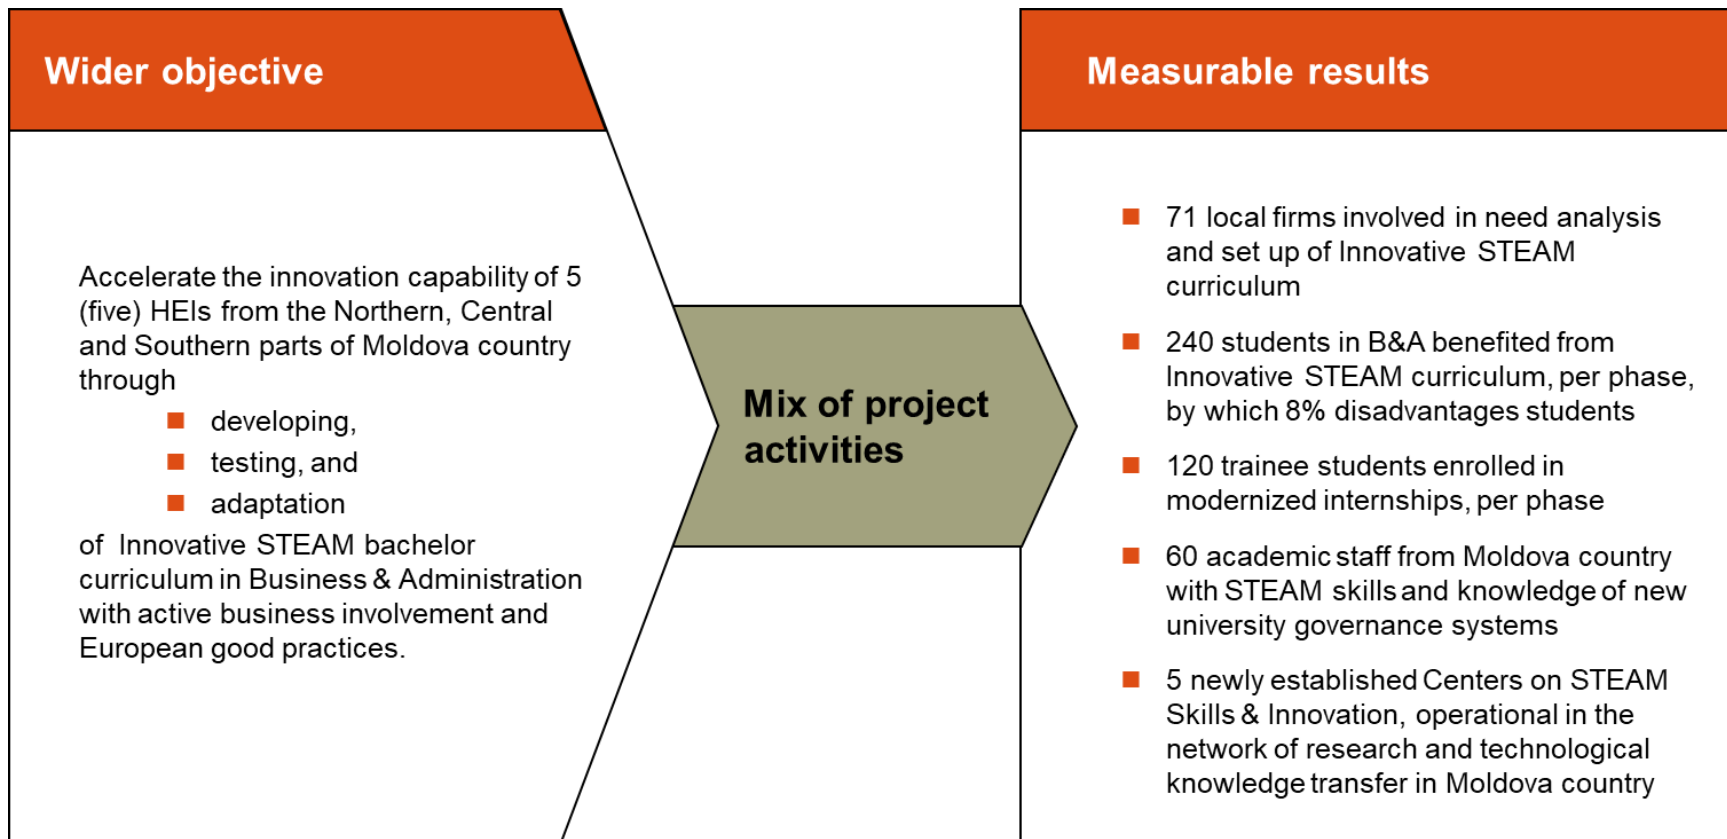 Wider objective
Accelerate the innovation capability of 5
(five) HEIs from the Northern, Central
and Southern parts of Moldova country
through
developing,
testing, and
adaptation
of Innovative STEAM bachelor
curriculum in Business & Administration
with active business involvement and
European good practices.
Mix of project
activities
Measurable results
71 local firms involved in need analysis
and set up of Innovative STEAM
curriculum
240 students in B&A benefited from
Innovative STEAM curriculum, per phase,
by which 8% disadvantages students
120 trainee students enrolled in
modernized internships, per phase
60 academic staff from Moldova country
with STEAM skills and knowledge of new
university governance systems
5 newly established Centers on STEAM
Skills & Innovation, operational in the
network of research and technological
knowledge transfer in Moldova country